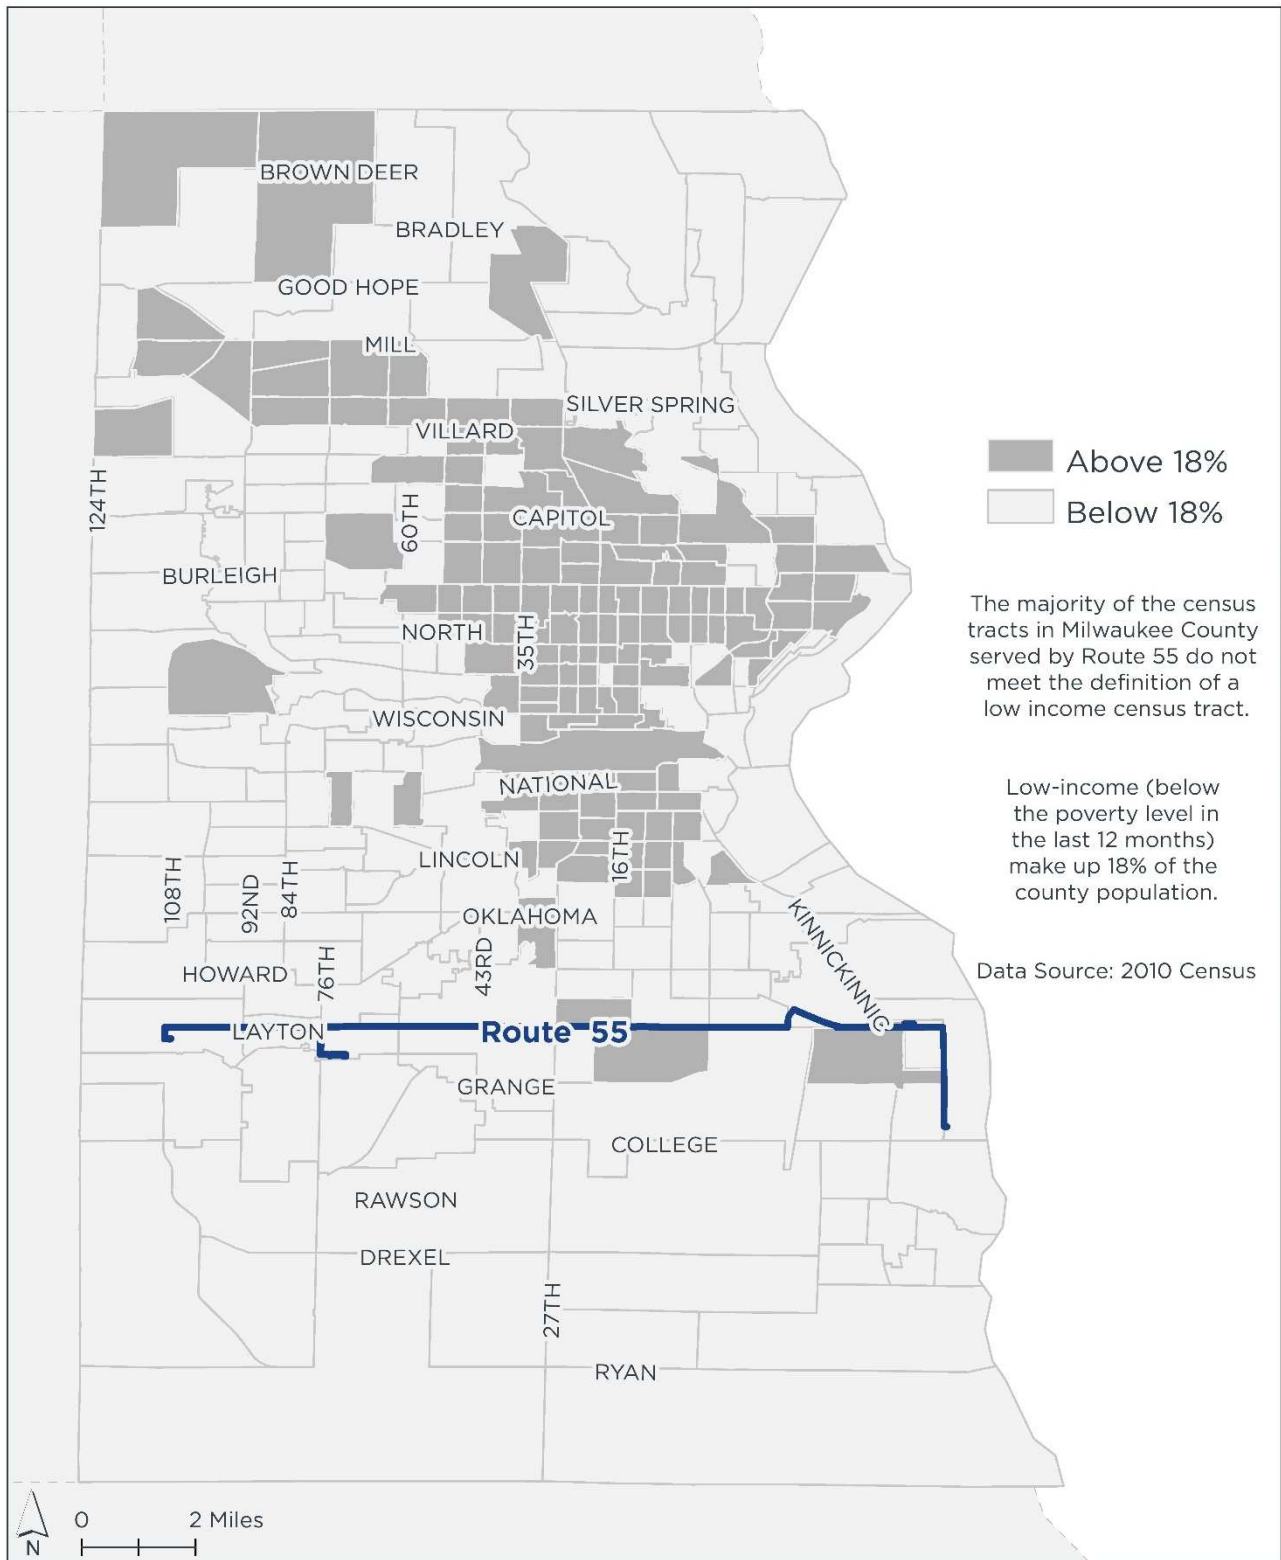 BROWN DEER
BRADLEY
GOOD HOPE
MILL
SILVER SPRING
VILLARD
124TH
60TH
CAPITOL
BURLEIGH
NORTH
35TH
WISCONSIN
NATIONAL
LINCOLN
16TH
108TH
92ND
84TH
OKLAHOMA
KINNICKINNIC
43RD
HOWARD
76TH
LAYTON
Route 55
GRANGE
COLLEGE
RAWSON
DREXEL
27TH
RYAN
Above 18%
Below 18%
The majority of the census
tracts in Milwaukee County
served by Route 55 do not
meet the definition of a
low income census tract.
Low-income (below
the poverty level in
the last 12 months)
make up 18% of the
county population.
Data Source: 2010 Census
N
0 2 Miles